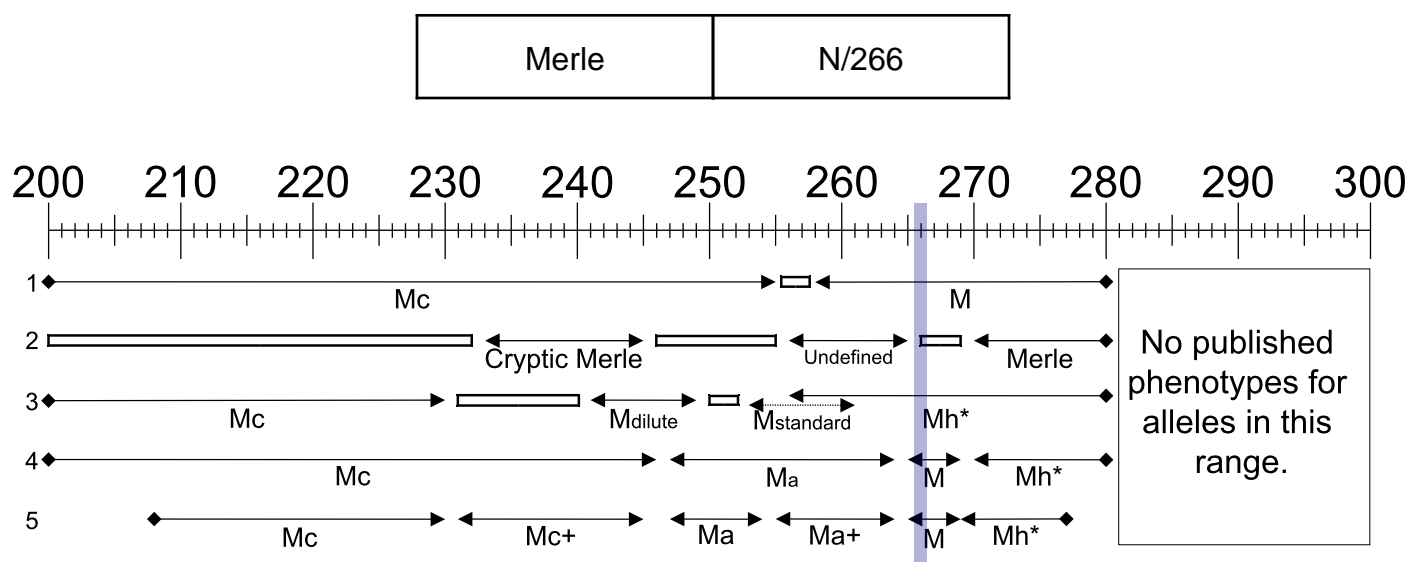 Merle N/266
200 210 220 230 240 250 260 270 280 290 300
1 Mc M
2 Cryptic Merle Undefined Merle
3 Mc Mdilute Mstandard Mh*
4 Mc Ma M Mh*
5 Mc Mc+ Ma Ma+ M Mh*
No published
phenotypes for
alleles in this
range.